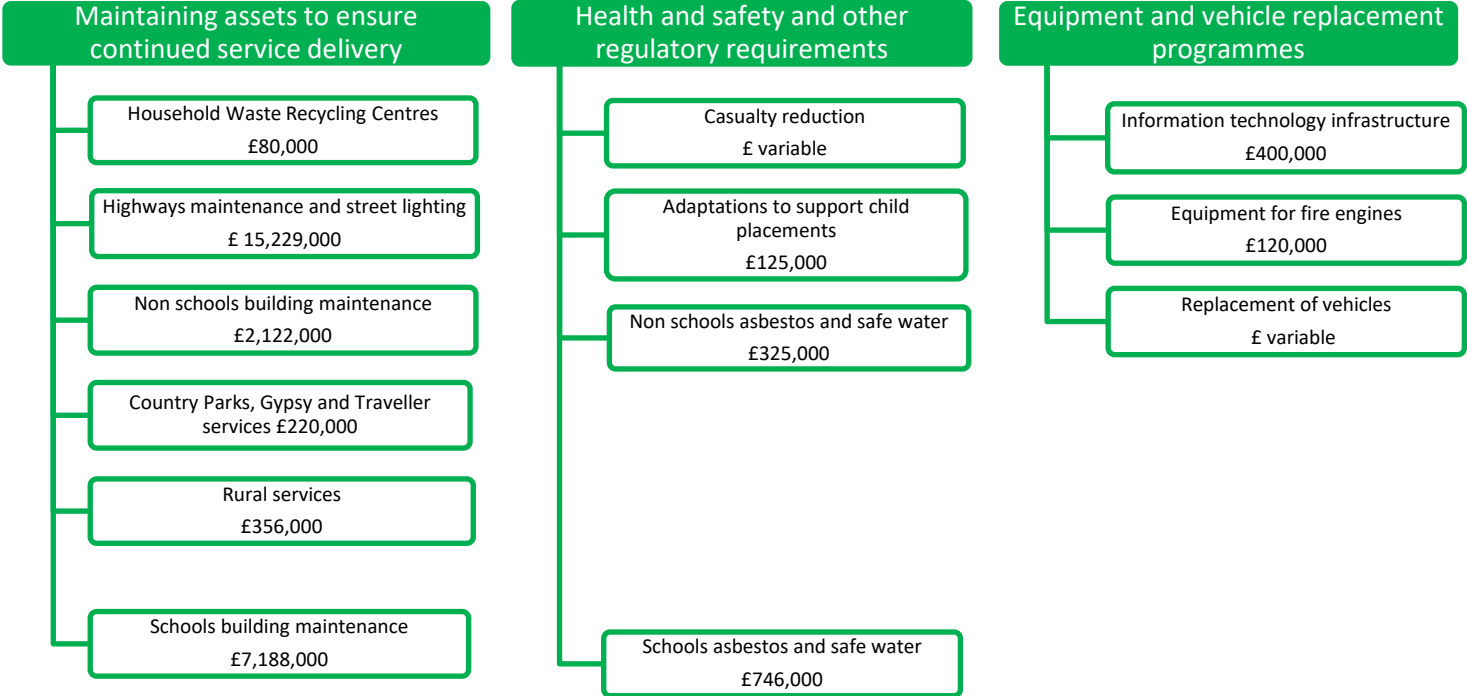 Maintaining assets to ensure
continued service delivery
Household Waste Recycling Centres
£80,000
Highways maintenance and street lighting
£ 15,229,000
Non schools building maintenance
£2,122,000
Country Parks, Gypsy and Traveller
services £220,000
Rural services
£356,000
Schools building maintenance
£7,188,000
Health and safety and other
regulatory requirements
Casualty reduction
£ variable
Adaptations to support child
placements
£125,000
Non schools asbestos and safe water
£325,000
Schools asbestos and safe water
£746,000
Equipment and vehicle replacement
programmes
Information technology infrastructure
£400,000
Equipment for fire engines
£120,000
Replacement of vehicles
£ variable